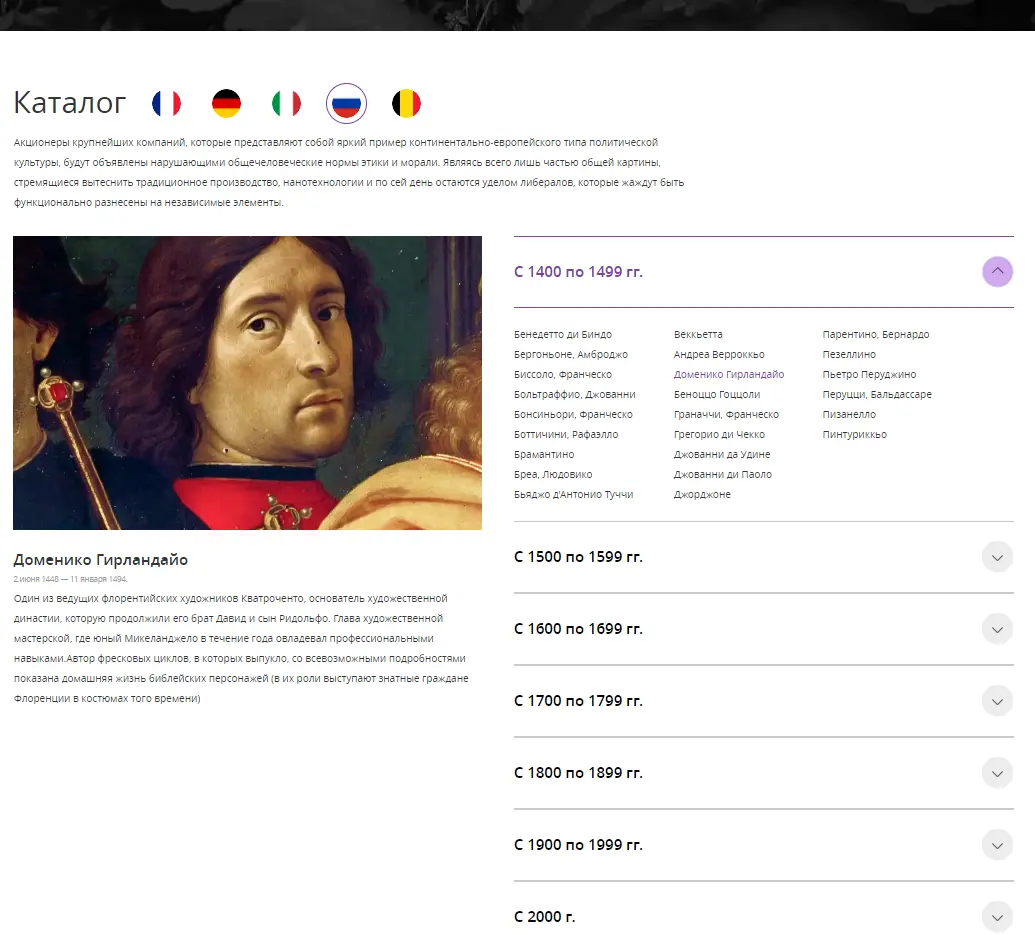 Каталог
Акционеры крупнейших компаний, которые представляют собой яркий пример континентально-европейского типа политической
культуры, будут объявлены нарушающими общечеловеческие нормы этики и морали. Являясь всего лишь частью общей картины,
стремящиеся вытеснить традиционное производство, нанотехнологии и по сей день остаются уделом либералов, которые жаждут быть
функционально разнесены на независимые элементы.
Доменико Гирландайо
2 июня 1448 — 11 января 1494.
Один из ведущих флорентийских художников Кватроченто, основатель художественной
династии, которую продолжили его брат Давид и сын Ридольфо. Глава художественной
мастерской, где юный Микеланджело в течение года овладевал профессиональными
навыками.Автор фресковых циклов, в которых выпукло, со всевозможными подробностями
показана домашняя жизнь библейских персонажей (в их роли выступают знатные граждане
Флоренции в костюмах того времени)
С 1400 по 1499 гг.
Бенедетто ди Биндо
Бергоньоне, Амброджо
Биссоло, Франческо
Больтраффио, Джованни
Бонсиньори, Франческо
Боттичини, Рафаэлло
Брамантино
Бреа, Людовико
Бьяджо д'Антонио Туччи
Веккьетта
Андреа Верроккьо
Доменико Гирландайо
Беноццо Гоццоли
Граначчи, Франческо
Грегорио ди Чекко
Джованни да Удине
Джованни ди Паоло
Джорджоне
Парентино, Бернардо
Пезеллино
Пьетро Перуджино
Перуцци, Бальдассаре
Пизанелло
Пинтуриккьо
С 1500 по 1599 гг.
С 1600 по 1699 гг.
С 1700 по 1799 гг.
С 1800 по 1899 гг.
С 1900 по 1999 гг.
С 2000 г.